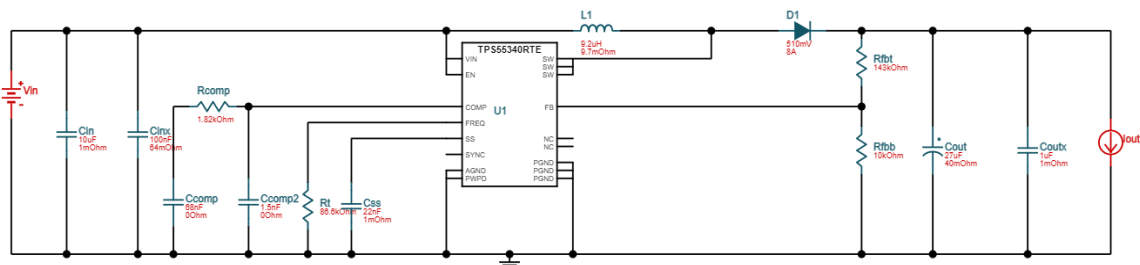 L1
9.2uH
9.7mOhm
D1
510mV
8A
TPS55340RTE
VIN
EN
COMP
FREQ
SS
SYNC
AGND
PWPD
U1
SW
SW
SW
FB
NC
NC
PGND
PGND
PGND
Vin
Cin
10uF
1mOhm
Cinx
100nF
64mOhm
Rcomp
1.82kOhm
Ccomp
68nF
0Ohm
Ccomp2
1.5nF
0Ohm
Rt
86.6kOhm
Css
22nF
1mOhm
Rfbt
143kOhm
Rfbb
10kOhm
Cout
27uF
40mOhm
Coutx
1uF
1mOhm
Iout